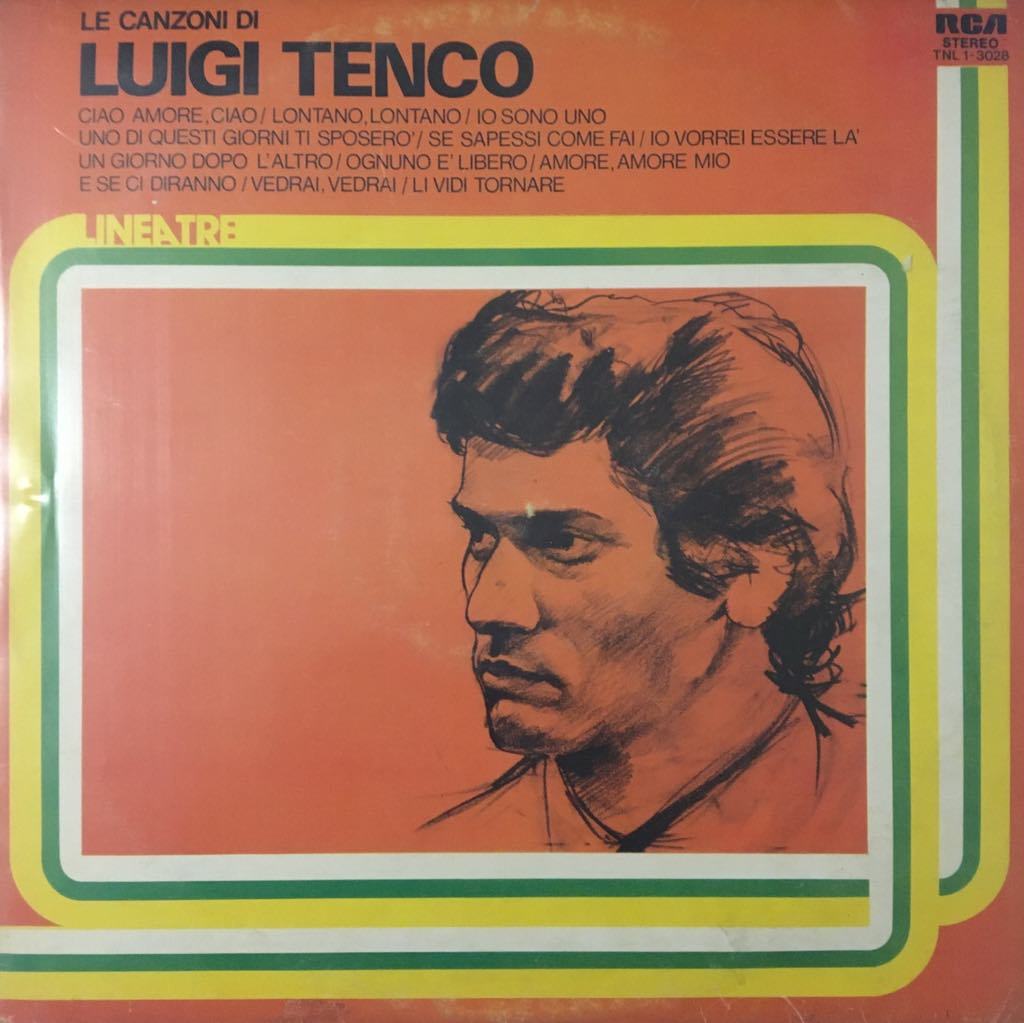 LE CANZONI DI
LUIGI TENCO
CIAO AMORE, CIAO / LONTANO, LONTANO / IO SONO UNO
UNO DI QUESTI GIORNI TI SPOSERO' / SE SAPESSI COME FAI / IO VORREI ESSERE LA'
UN GIORNO DOPO L'ALTRO / OGNUNO E' LIBERO / AMORE, AMORE MIO
E SE CI DIRANNO / VEDRAI, VEDRAI / LI VIDI TORNARE
RCA
STEREO
TNL 1-3028
LINEATRE